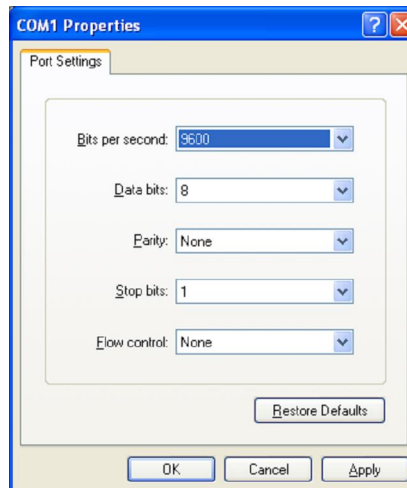 COM1 Properties
Port Settings
Bits per second: 9600
Data bits: 8
Parity: None
Stop bits: 1
Flow control: None
Restore Defaults
OK Cancel Apply